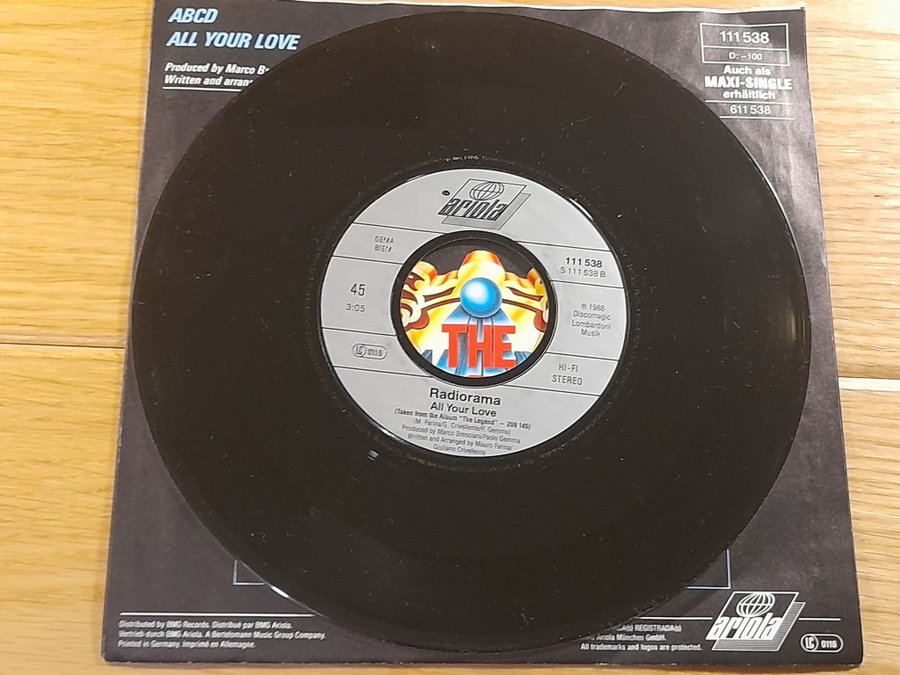 ABCD
ALL YOUR LOVE
Produced by Marco
Written and
111 538
D: ~100
Auch als
MAXI-SINGLE
erhältlich
611 538
ariola
GEMA
BIEM
45
3:05
LC 0116
111 538
S 111 538 B
℗ 1988
Discomagic
Lombardoni
Musik
HI-FI
STEREO
THE
Radiorama
All Your Love
(Taken from the Album "The Legend" – 209 145)
(M. Farina/G. Crivellente/P. Gemma)
Produced by Marco Bresciani/Paolo Gemma
Written and Arranged by Mauro Farina/
Giuliano Crivellente
Distributed by BMG Records. Distribué par BMG Ariola.
Vertrieb durch BMG Ariola. A Bertelsmann Music Group Company.
Printed in Germany. Imprimé en Allemagne.
REGISTRADA(S)
Ariola München GmbH.
All trademarks and logos are protected.
ariola
LC 0116